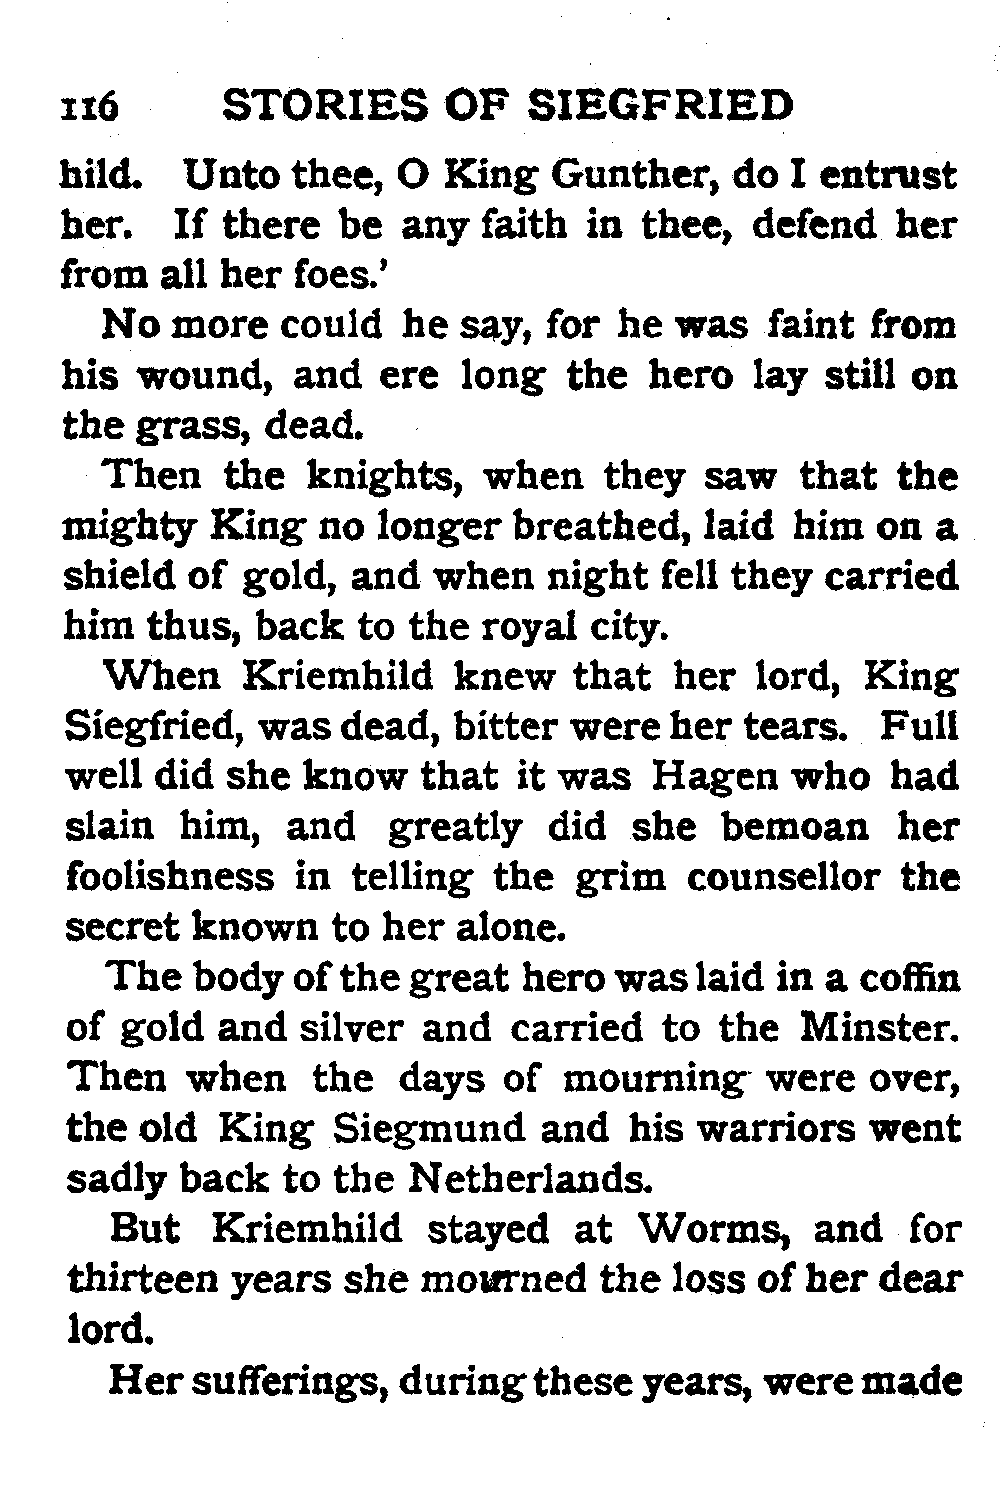 116 STORIES OF SIEGFRIED
hild. Unto thee, O King Gunther, do I entrust
her. If there be any faith in thee, defend her
from all her foes.'
No more could he say, for he was faint from
his wound, and ere long the hero lay still on
the grass, dead.
Then the knights, when they saw that the
mighty King no longer breathed, laid him on a
shield of gold, and when night fell they carried
him thus, back to the royal city.
When Kriemhild knew that her lord, King
Siegfried, was dead, bitter were her tears. Full
well did she know that it was Hagen who had
slain him, and greatly did she bemoan her
foolishness in telling the grim counsellor the
secret known to her alone.
The body of the great hero was laid in a coffin
of gold and silver and carried to the Minster.
Then when the days of mourning were over,
the old King Siegmund and his warriors went
sadly back to the Netherlands.
But Kriemhild stayed at Worms, and for
thirteen years she mourned the loss of her dear
lord.
Her sufferings, during these years, were made